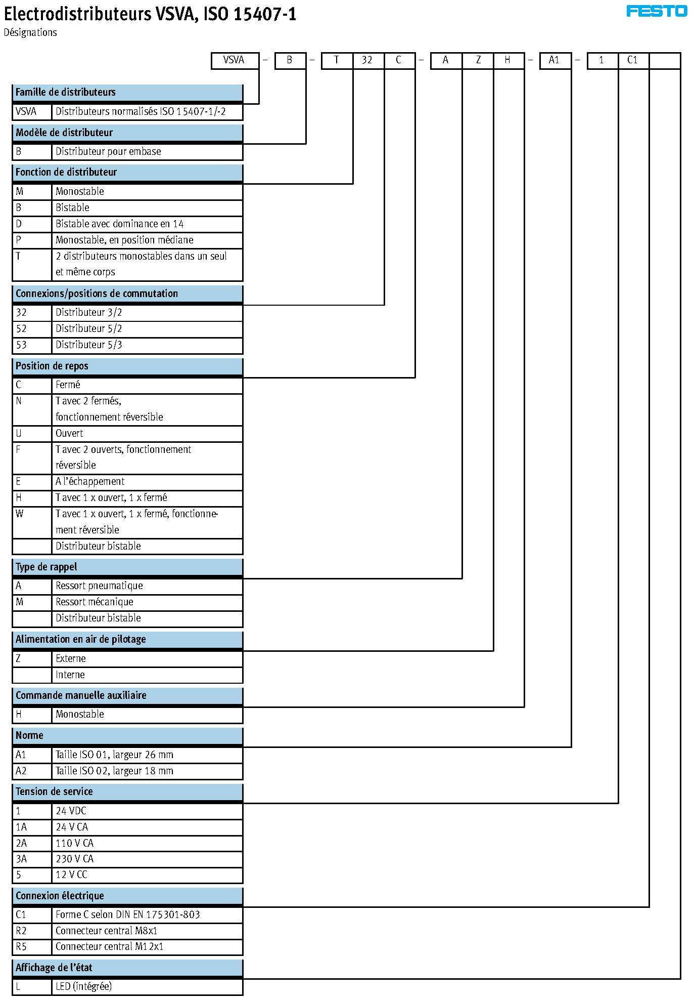 Electrodistributeurs VSVA, ISO 15407-1
FESTO
Désignations
VSVA – B – T 32 C – A Z H – A1 – 1 C1
Famille de distributeurs
VSVA Distributeurs normalisés ISO 15407-1/-2
Modèle de distributeur
B Distributeur pour embase
Fonction de distributeur
M Monostable
B Bistable
D Bistable avec dominance en 14
P Monostable, en position médiane
T 2 distributeurs monostables dans un seul
et même corps
Connexions/positions de commutation
32 Distributeur 3/2
52 Distributeur 5/2
53 Distributeur 5/3
Position de repos
C Fermé
N T avec 2 fermés,
fonctionnement réversible
U Ouvert
F T avec 2 ouverts, fonctionnement
réversible
E A l’échappement
H T avec 1 x ouvert, 1 x fermé
W T avec 1 x ouvert, 1 x fermé, fonctionne-
ment réversible
Distributeur bistable
Type de rappel
A Ressort pneumatique
M Ressort mécanique
Distributeur bistable
Alimentation en air de pilotage
Z Externe
Interne
Commande manuelle auxiliaire
H Monostable
Norme
A1 Taille ISO 01, largeur 26 mm
A2 Taille ISO 02, largeur 18 mm
Tension de service
1 24 VDC
1A 24 V CA
2A 110 V CA
3A 230 V CA
5 12 V CC
Connexion électrique
C1 Forme C selon DIN EN 175301-803
R2 Connecteur central M8x1
R5 Connecteur central M12x1
Affichage de l’état
L LED (intégrée)